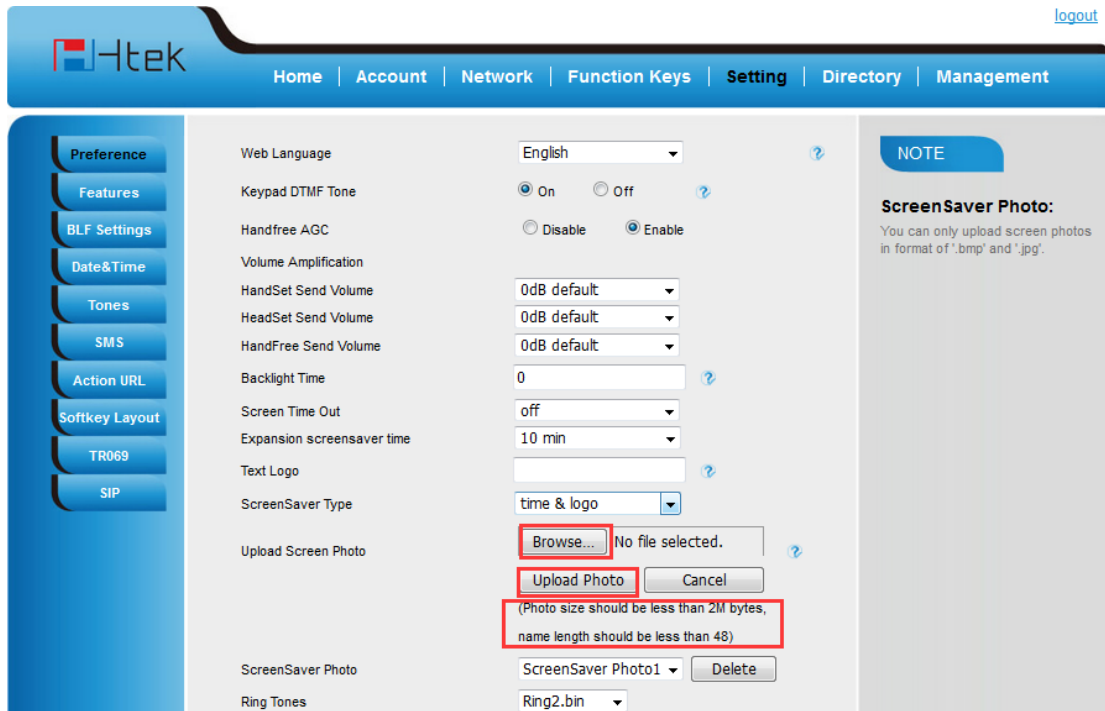 logout
Htek
Home | Account | Network | Function Keys | Setting | Directory | Management
Preference
Features
BLF Settings
Date&Time
Tones
SMS
Action URL
Softkey Layout
TR069
SIP
Web Language English
Keypad DTMF Tone On Off
Handfree AGC Disable Enable
Volume Amplification
HandSet Send Volume 0dB default
HeadSet Send Volume 0dB default
HandFree Send Volume 0dB default
Backlight Time 0
Screen Time Out off
Expansion screensaver time 10 min
Text Logo
ScreenSaver Type time & logo
Upload Screen Photo Browse... No file selected.
Upload Photo Cancel
(Photo size should be less than 2M bytes,
name length should be less than 48)
ScreenSaver Photo ScreenSaver Photo1 Delete
Ring Tones Ring2.bin
NOTE
ScreenSaver Photo:
You can only upload screen photos
in format of '.bmp' and '.jpg'.